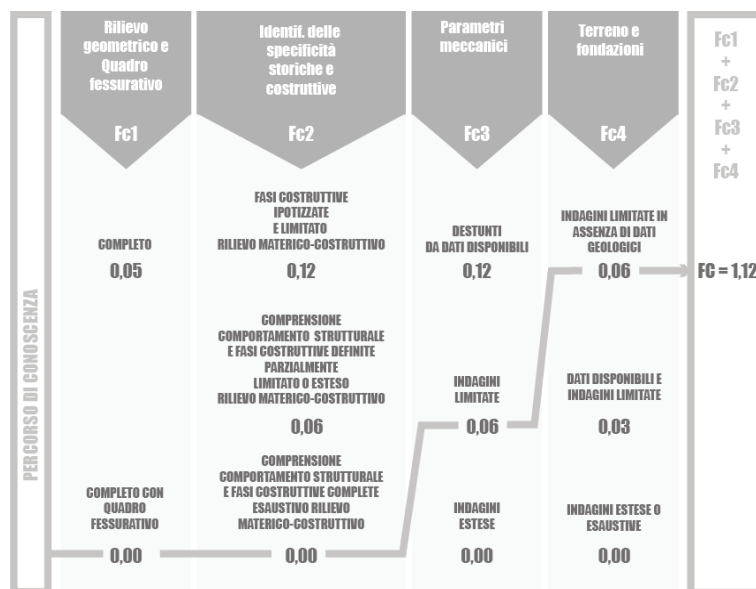 Rilievo
geometrico e
Quadro
fessurativo
Fc1
Identif. delle
specificità
storiche e
costruttive
Fc2
Parametri
meccanici
Fc3
Terreno e
fondazioni
Fc4
Fc1
+
Fc2
+
Fc3
+
Fc4
PERCORSO DI CONOSCENZA
COMPLETO
0,05
FASI COSTRUTTIVE
IPOTIZZATE
E LIMITATO
RILIEVO MATERICO-COSTRUTTIVO
0,12
DESTUNTI
DA DATI DISPONIBILI
0,12
INDAGINI LIMITATE IN
ASSENZA DI DATI
GEOLOGICI
0,06
FC = 1,12
COMPRENSIONE
COMPORTAMENTO STRUTTURALE
E FASI COSTRUTTIVE DEFINITE
PARZIALMENTE
LIMITATO O ESTESO
RILIEVO MATERICO-COSTRUTTIVO
0,06
INDAGINI
LIMITATE
0,06
DATI DISPONIBILI E
INDAGINI LIMITATE
0,03
COMPLETO CON
QUADRO
FESSURATIVO
0,00
COMPRENSIONE
COMPORTAMENTO STRUTTURALE
E FASI COSTRUTTIVE COMPLETE
ESAUSTIVO RILIEVO
MATERICO-COSTRUTTIVO
0,00
INDAGINI
ESTESE
0,00
INDAGINI ESTESE O
ESAUSTIVE
0,00